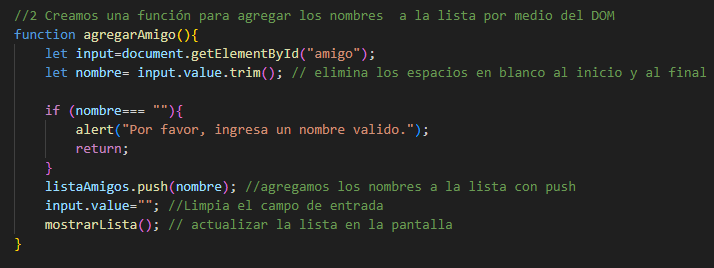 //2 Creamos una función para agregar los nombres  a la lista por medio del DOM
function agregarAmigo(){
    let input=document.getElementById("amigo");
    let nombre= input.value.trim(); // elimina los espacios en blanco al inicio y al final
    if (nombre=== ""){
        alert("Por favor, ingresa un nombre valido.");
        return;
    }
    listaAmigos.push(nombre); //agregamos los nombres a la lista con push
    input.value=""; //Limpia el campo de entrada
    mostrarLista(); // actualizar la lista en la pantalla
}